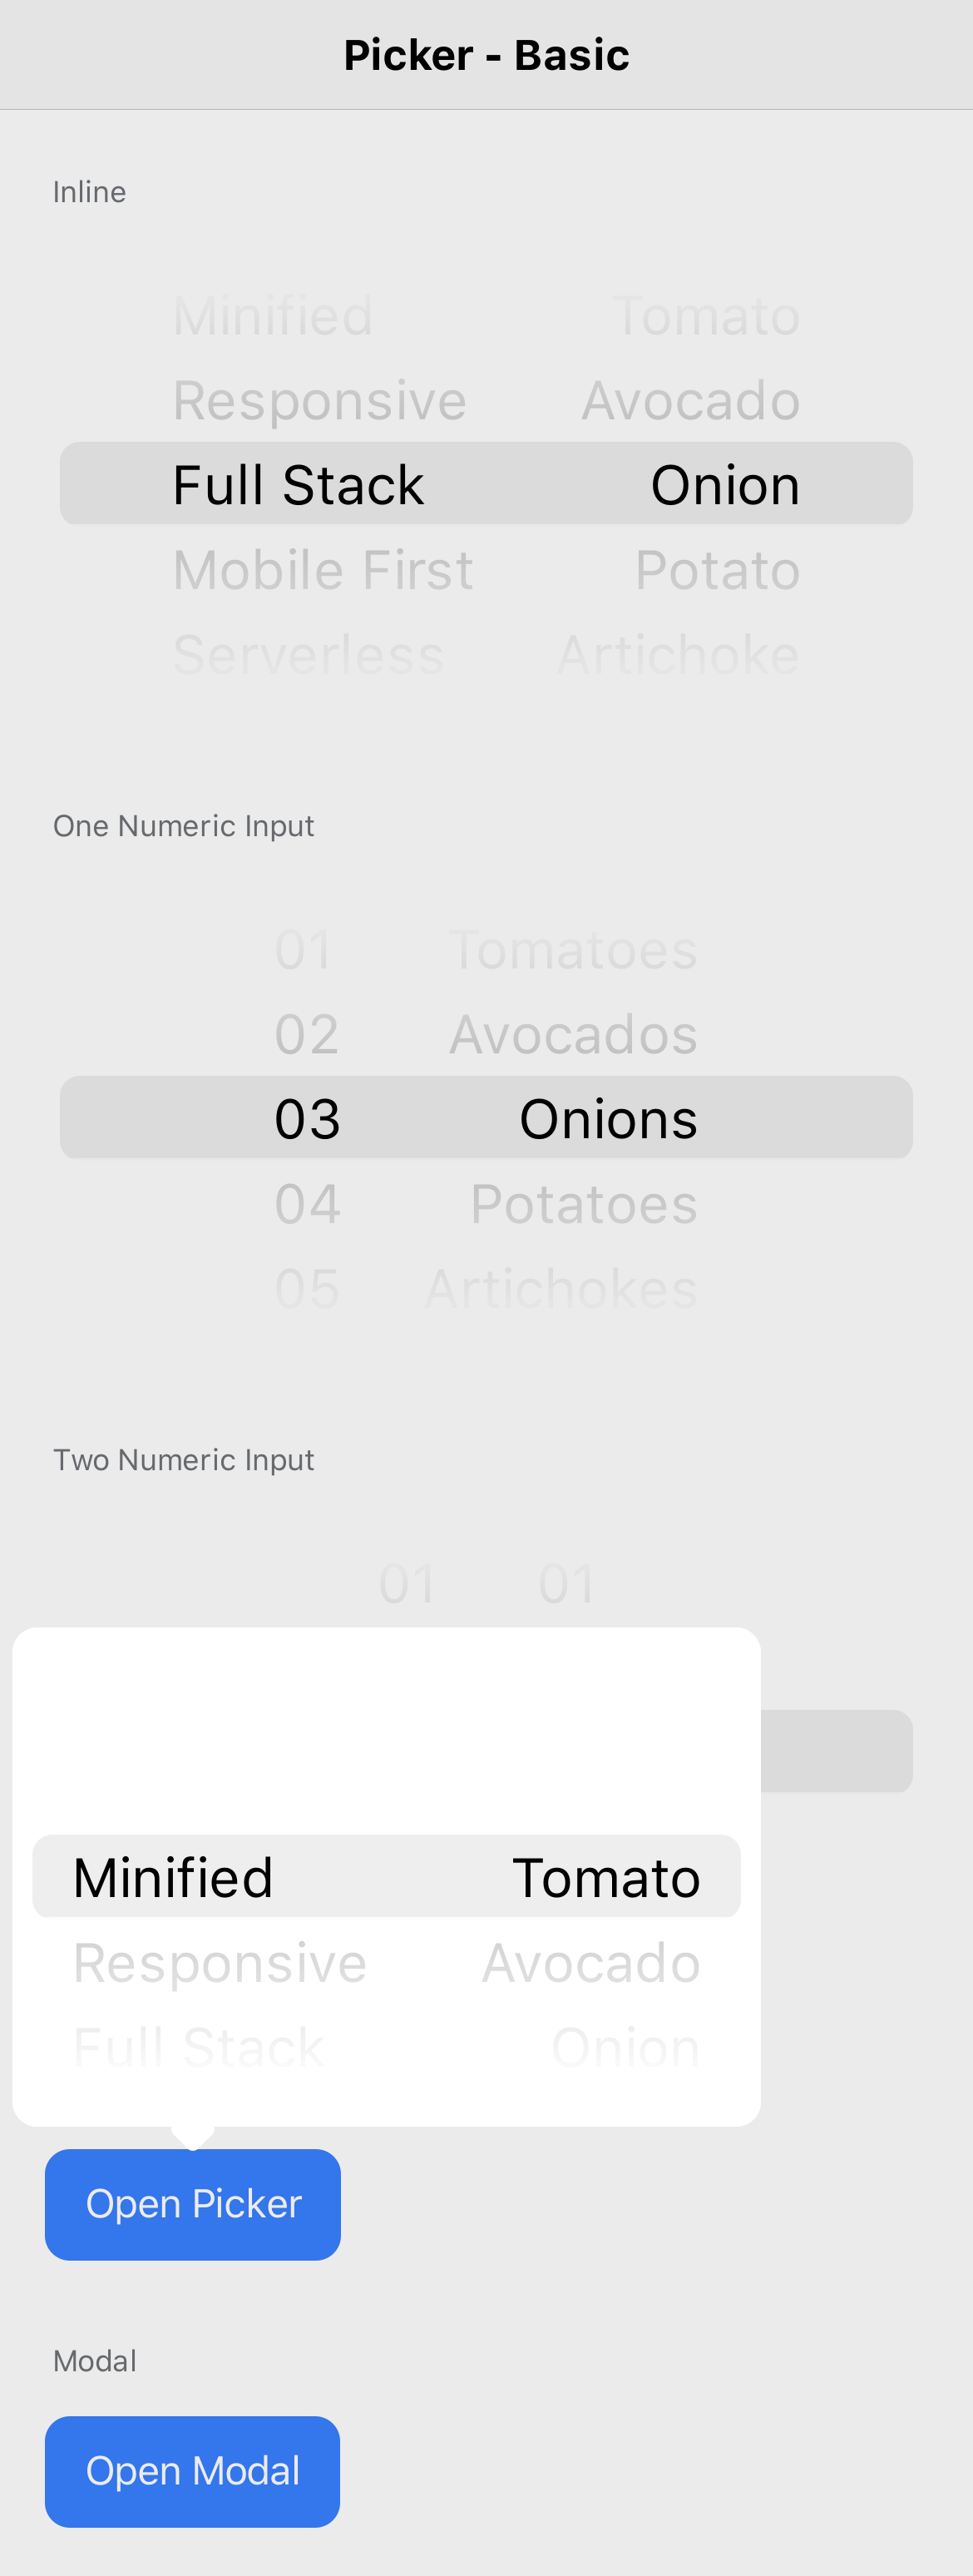 Picker - Basic
Inline
Minified Tomato
Responsive Avocado
Full Stack Onion
Mobile First Potato
Serverless Artichoke
One Numeric Input
01 Tomatoes
02 Avocados
03 Onions
04 Potatoes
05 Artichokes
Two Numeric Input
01 01
Minified Tomato
Responsive Avocado
Full Stack Onion
Open Picker
Modal
Open Modal